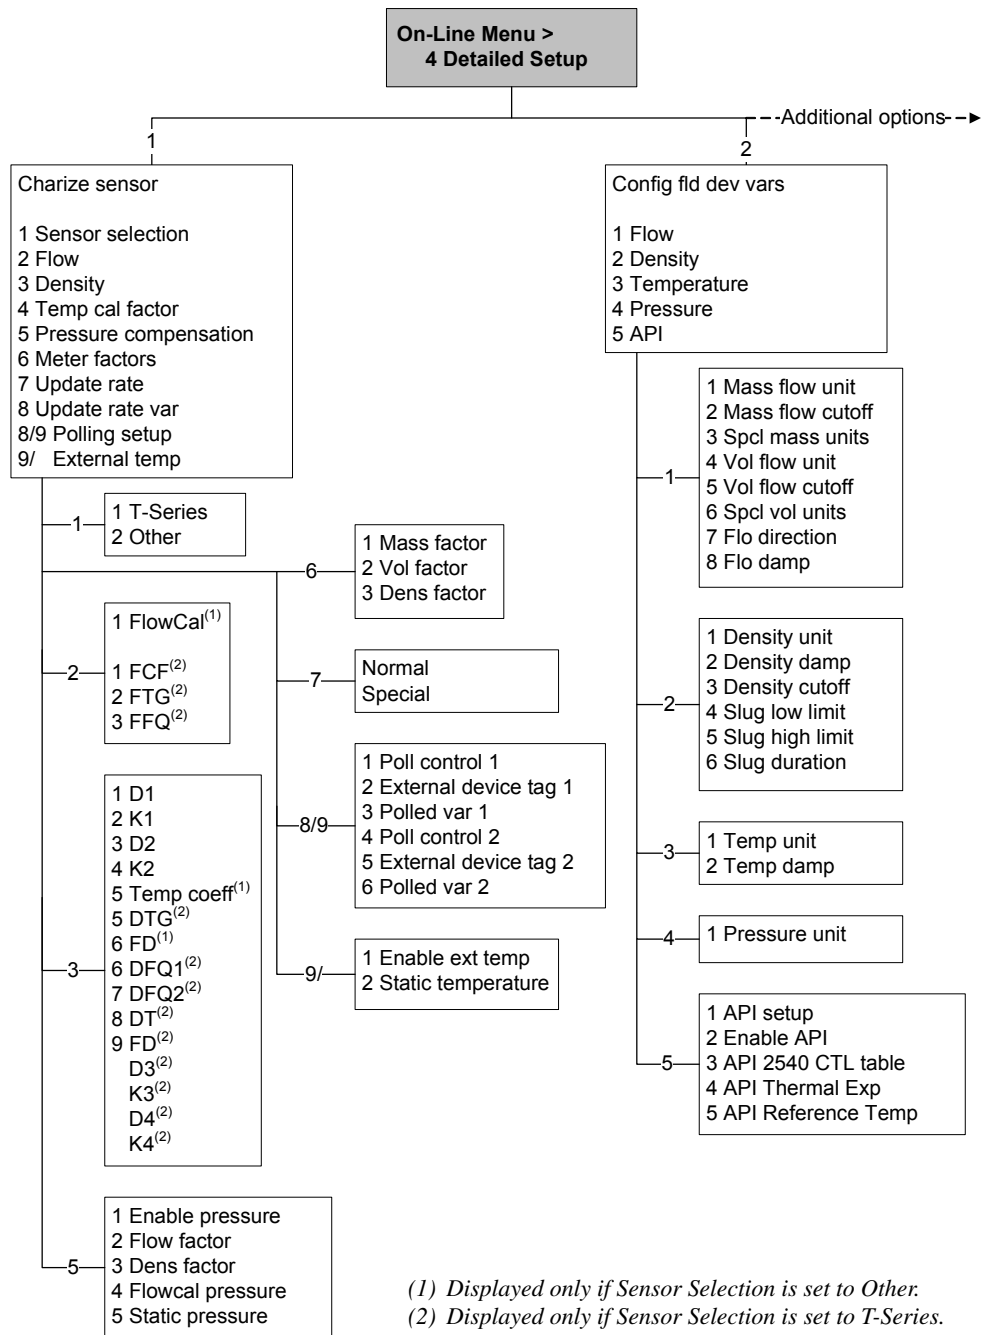 On-Line Menu >
4 Detailed Setup
Additional options
1
2
Charize sensor
1 Sensor selection
2 Flow
3 Density
4 Temp cal factor
5 Pressure compensation
6 Meter factors
7 Update rate
8 Update rate var
8/9 Polling setup
9/ External temp
1
1 T-Series
2 Other
2
1 FlowCal(1)
1 FCF(2)
2 FTG(2)
3 FFQ(2)
3
1 D1
2 K1
3 D2
4 K2
5 Temp coeff(1)
5 DTG(2)
6 FD(1)
6 DFQ1(2)
7 DFQ2(2)
8 DT(2)
9 FD(2)
D3(2)
K3(2)
D4(2)
K4(2)
5
1 Enable pressure
2 Flow factor
3 Dens factor
4 Flowcal pressure
5 Static pressure
6
1 Mass factor
2 Vol factor
3 Dens factor
7
Normal
Special
8/9
1 Poll control 1
2 External device tag 1
3 Polled var 1
4 Poll control 2
5 External device tag 2
6 Polled var 2
9/
1 Enable ext temp
2 Static temperature
Config fld dev vars
1 Flow
2 Density
3 Temperature
4 Pressure
5 API
1
1 Mass flow unit
2 Mass flow cutoff
3 Spcl mass units
4 Vol flow unit
5 Vol flow cutoff
6 Spcl vol units
7 Flo direction
8 Flo damp
2
1 Density unit
2 Density damp
3 Density cutoff
4 Slug low limit
5 Slug high limit
6 Slug duration
3
1 Temp unit
2 Temp damp
4
1 Pressure unit
5
1 API setup
2 Enable API
3 API 2540 CTL table
4 API Thermal Exp
5 API Reference Temp
(1) Displayed only if Sensor Selection is set to Other.
(2) Displayed only if Sensor Selection is set to T-Series.